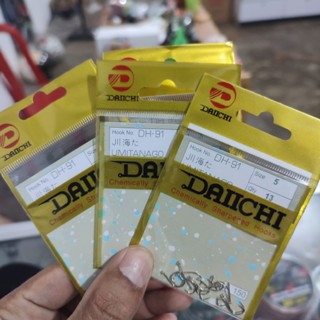 DAIICHI
DAIICHI
DAIICHI
Hook No. DH-91
川海た
UMITANAGO
Hook No. DH-91
川海た
UMITANAGO
Size 5
Qty 13
DAIICHI
Chemically Sharpened Hooks